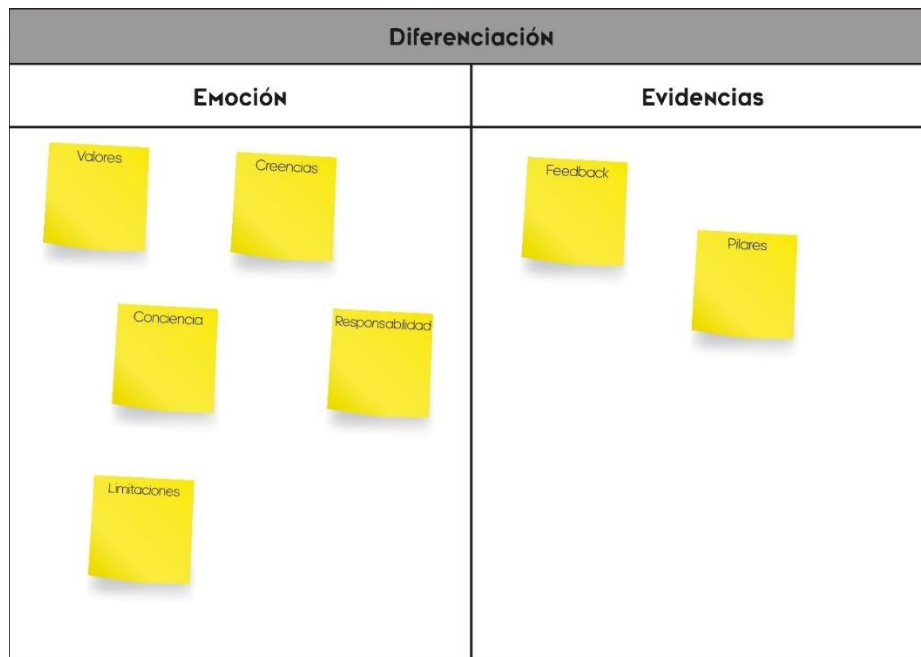 Diferenciación
Emoción
Evidencias
Valores
Creencias
Conciencia
Responsabilidad
Limitaciones
Feedback
Pilares